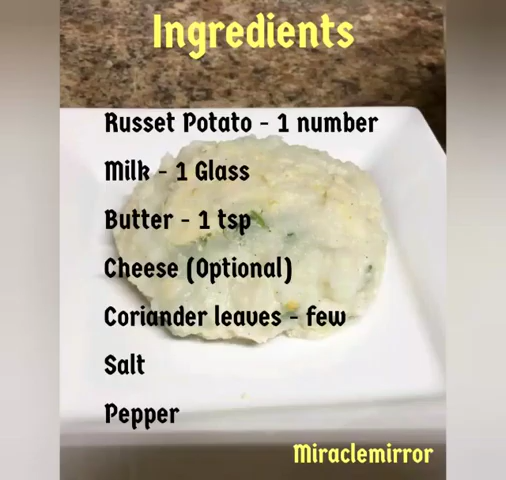 Ingredients
Russet Potato - 1 number
Milk - 1 Glass
Butter - 1 tsp
Cheese (Optional)
Coriander leaves - few
Salt
Pepper
Miraclemirror